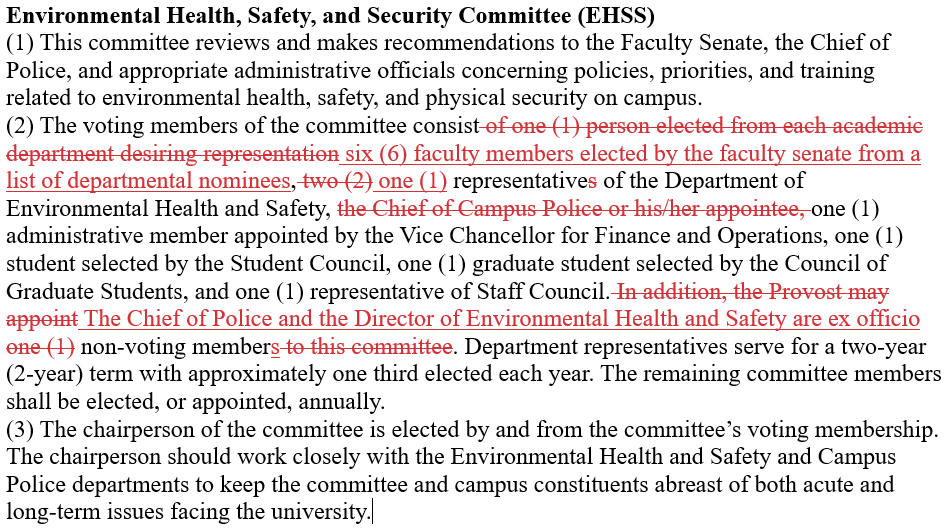 Environmental Health, Safety, and Security Committee (EHSS)
(1) This committee reviews and makes recommendations to the Faculty Senate, the Chief of
Police, and appropriate administrative officials concerning policies, priorities, and training
related to environmental health, safety, and physical security on campus.
(2) The voting members of the committee consist of one (1) person elected from each academic
department desiring representation six (6) faculty members elected by the faculty senate from a
list of departmental nominees, two (2) one (1) representatives of the Department of
Environmental Health and Safety, the Chief of Campus Police or his/her appointee, one (1)
administrative member appointed by the Vice Chancellor for Finance and Operations, one (1)
student selected by the Student Council, one (1) graduate student selected by the Council of
Graduate Students, and one (1) representative of Staff Council. In addition, the Provost may
appoint The Chief of Police and the Director of Environmental Health and Safety are ex officio
one (1) non-voting members to this committee. Department representatives serve for a two-year
(2-year) term with approximately one third elected each year. The remaining committee members
shall be elected, or appointed, annually.
(3) The chairperson of the committee is elected by and from the committee’s voting membership.
The chairperson should work closely with the Environmental Health and Safety and Campus
Police departments to keep the committee and campus constituents abreast of both acute and
long-term issues facing the university.